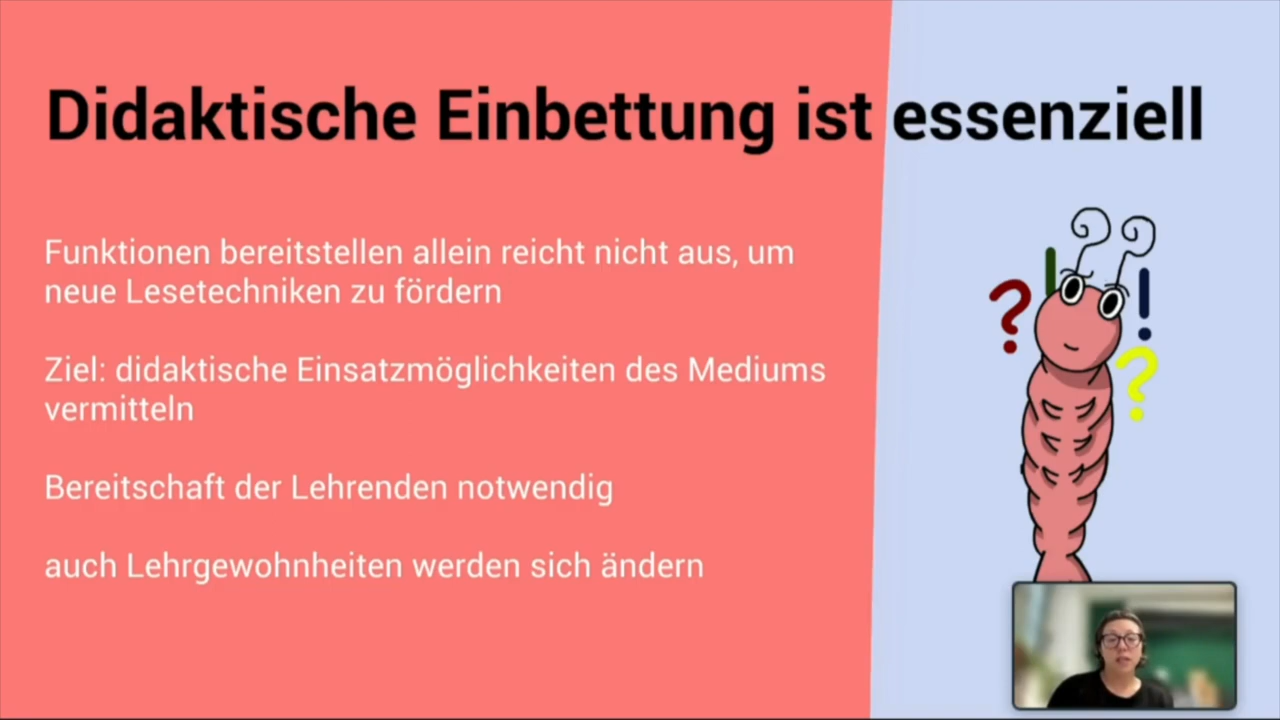 Didaktische Einbettung ist essenziell
Funktionen bereitstellen allein reicht nicht aus, um
neue Lesetechniken zu fördern
Ziel: didaktische Einsatzmöglichkeiten des Mediums
vermitteln
Bereitschaft der Lehrenden notwendig
auch Lehrgewohnheiten werden sich ändern
? ! ! ?